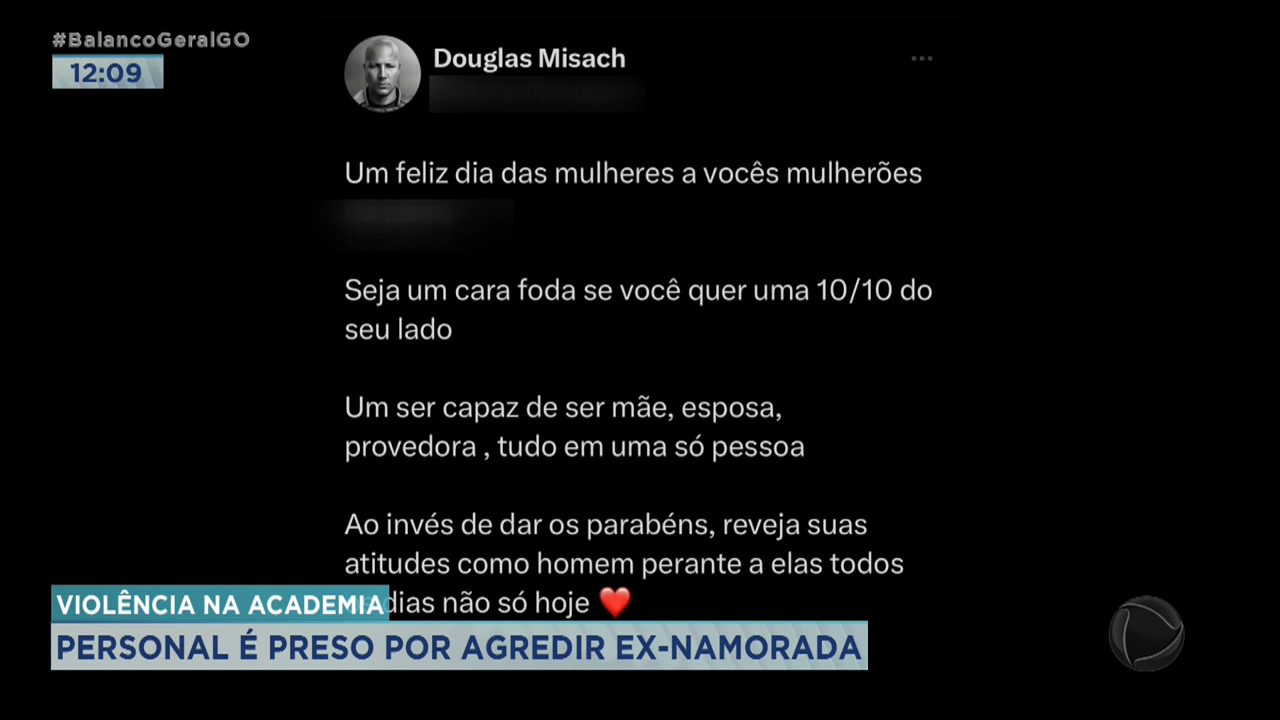 #BalancoGeralGO
12:09
Douglas Misach
Um feliz dia das mulheres a vocês mulherões
Seja um cara foda se você quer uma 10/10 do
seu lado
Um ser capaz de ser mãe, esposa,
provedora , tudo em uma só pessoa
Ao invés de dar os parabéns, reveja suas
atitudes como homem perante a elas todos
dias não só hoje ❤️
VIOLÊNCIA NA ACADEMIA
PERSONAL É PRESO POR AGREDIR EX-NAMORADA